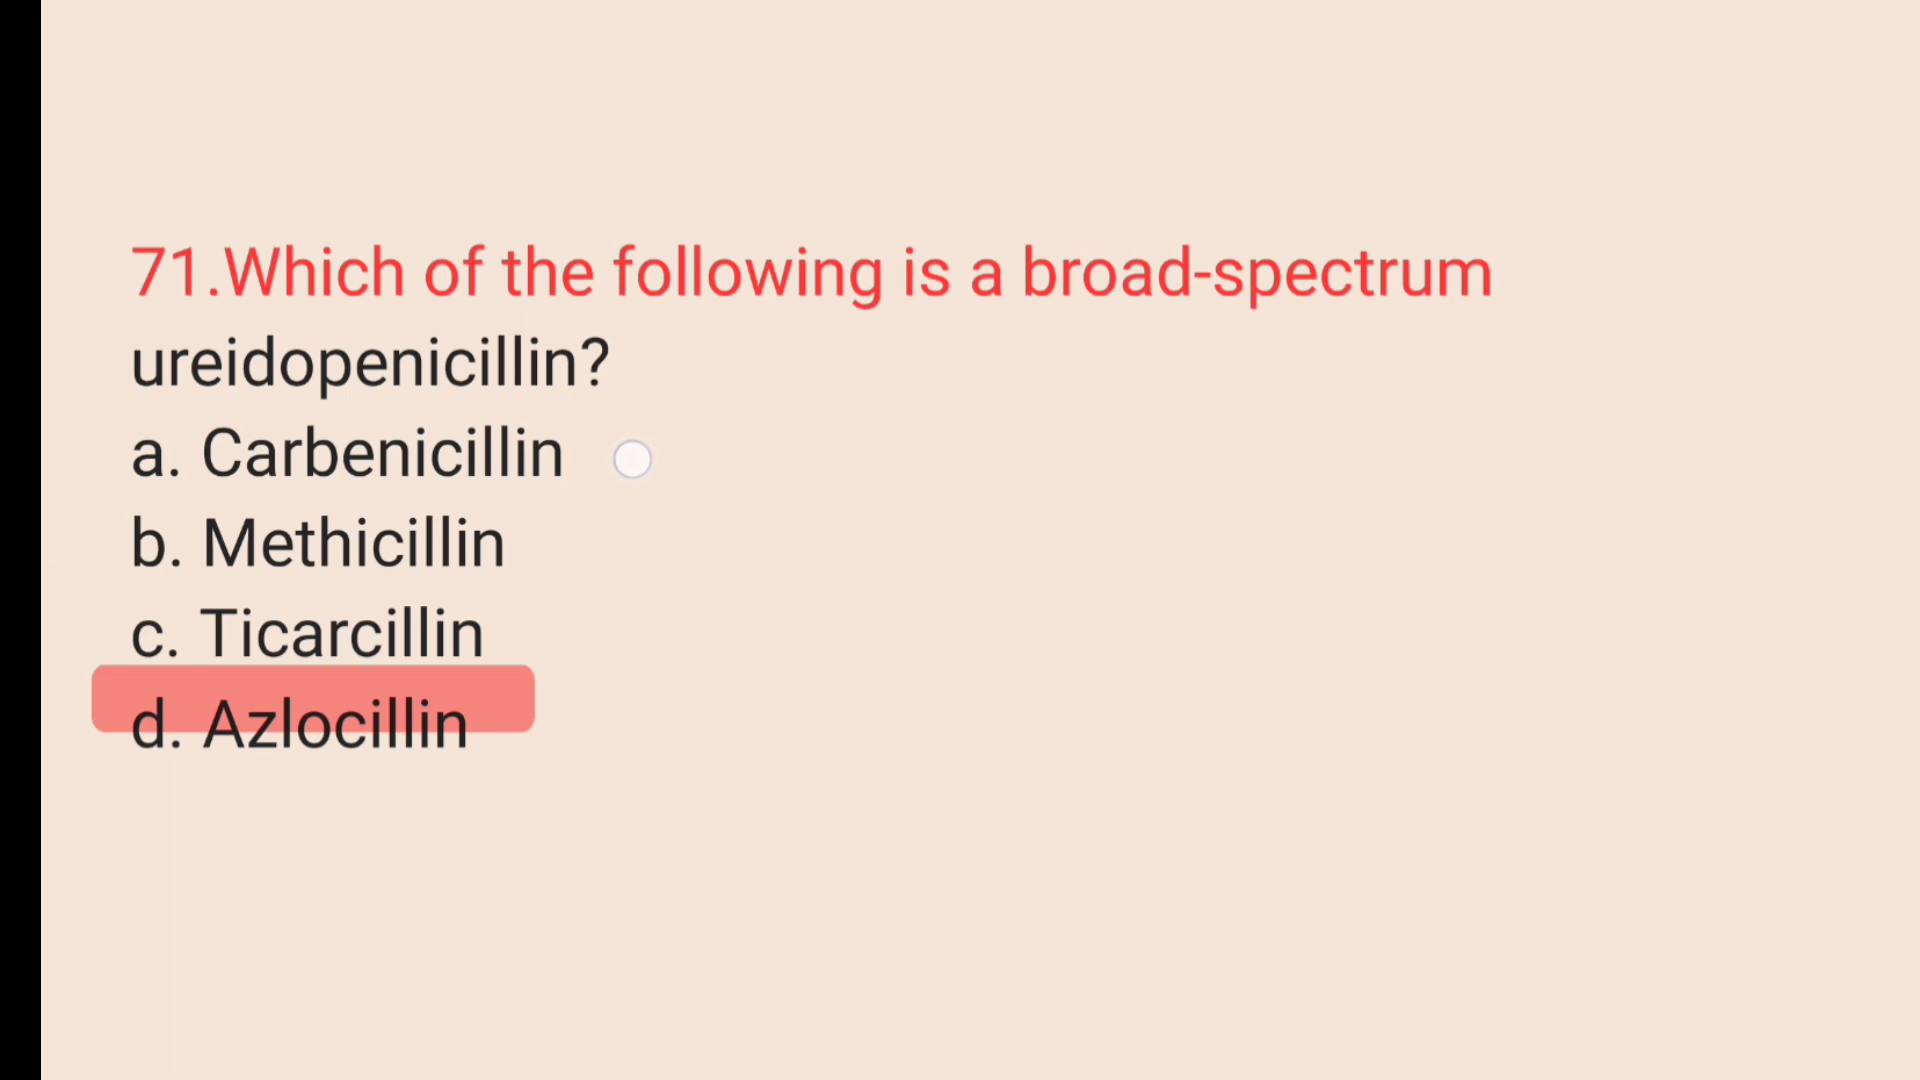 71.Which of the following is a broad-spectrum
ureidopenicillin?
a. Carbenicillin
b. Methicillin
c. Ticarcillin
d. Azlocillin